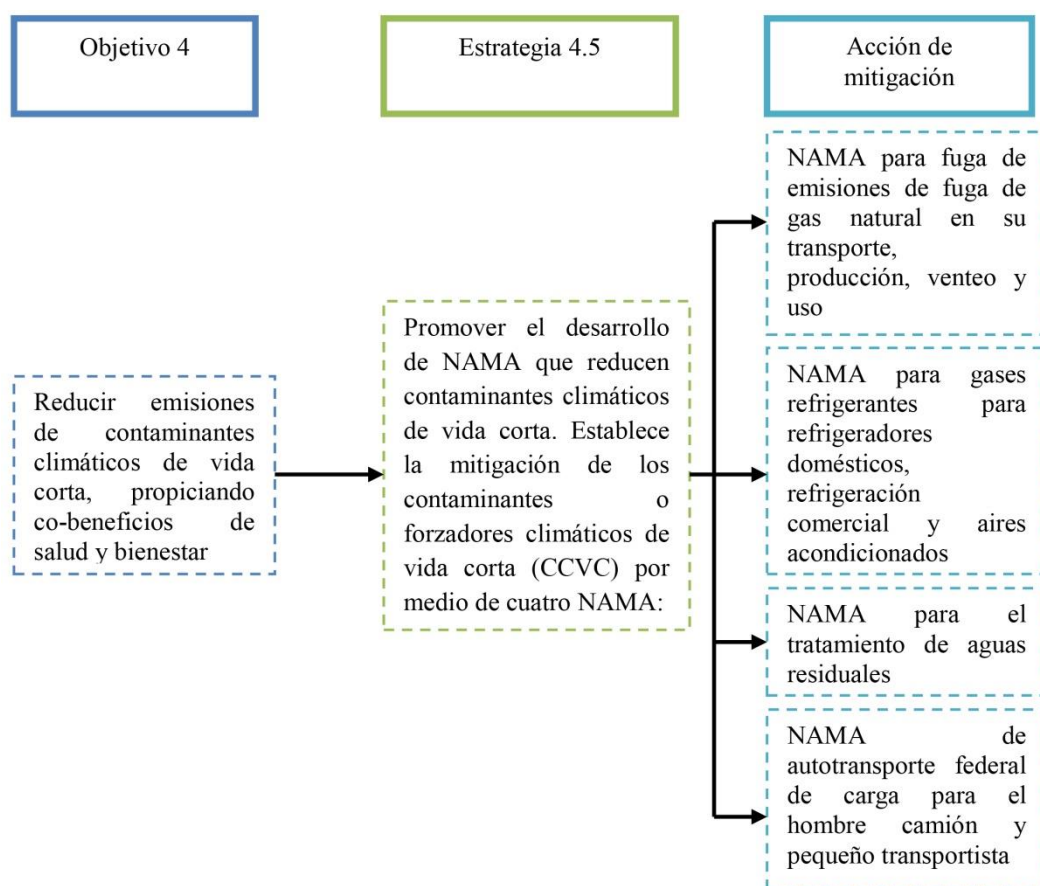 Objetivo 4
Estrategia 4.5
Acción de
mitigación
Reducir emisiones
de contaminantes
climáticos de vida
corta, propiciando
co-beneficios de
salud y bienestar
Promover el desarrollo
de NAMA que reducen
contaminantes climáticos
de vida corta. Establece
la mitigación de los
contaminantes o
forzadores climáticos de
vida corta (CCVC) por
medio de cuatro NAMA:
NAMA para fuga de
emisiones de fuga de
gas natural en su
transporte,
producción, venteo y
uso
NAMA para gases
refrigerantes para
refrigeradores
domésticos,
refrigeración
comercial y aires
acondicionados
NAMA para el
tratamiento de aguas
residuales
NAMA de
autotransporte federal
de carga para el
hombre camión y
pequeño transportista